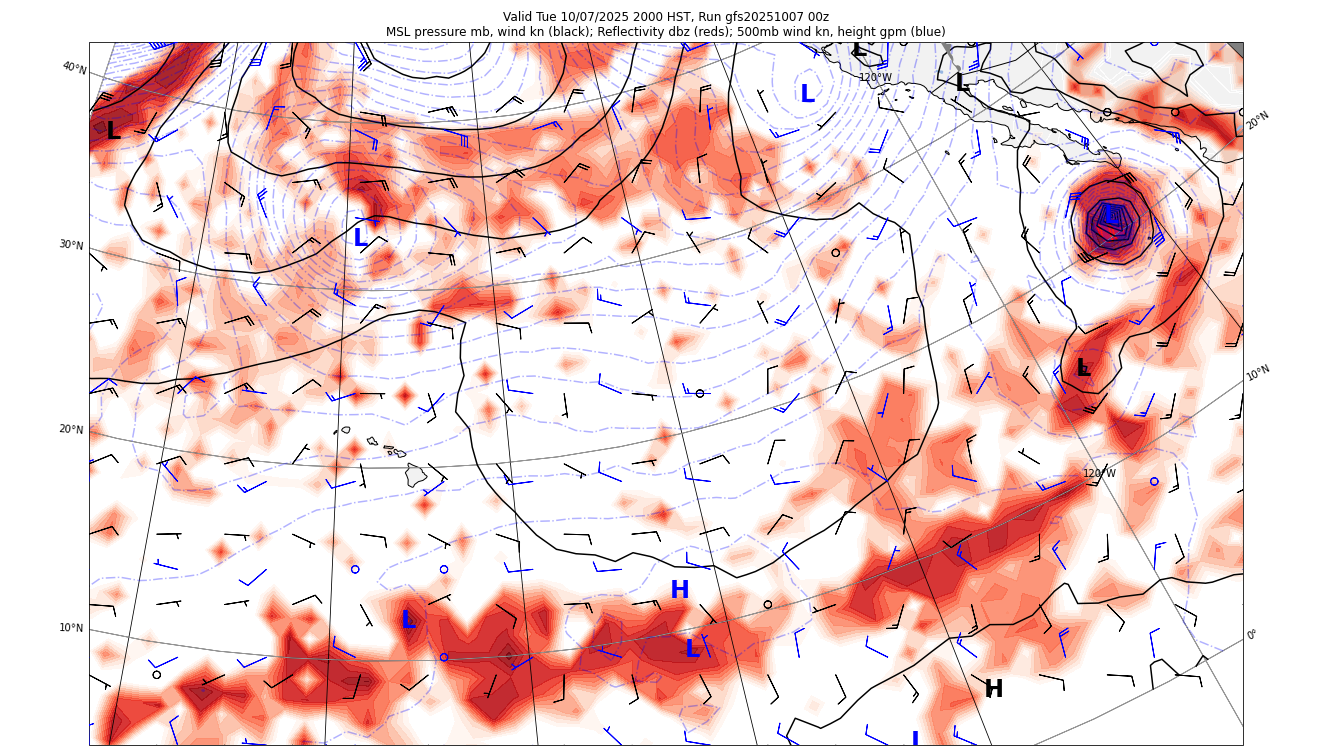 Valid Tue 10/07/2025 2000 HST, Run gfs20251007 00z
MSL pressure mb, wind kn (black); Reflectivity dbz (reds); 500mb wind kn, height gpm (blue)
L
40°N
120°W
L
L
20°N
L
30°N
L
L
10°N
20°N
120°W
H
L
10°N
L
0°
H
L